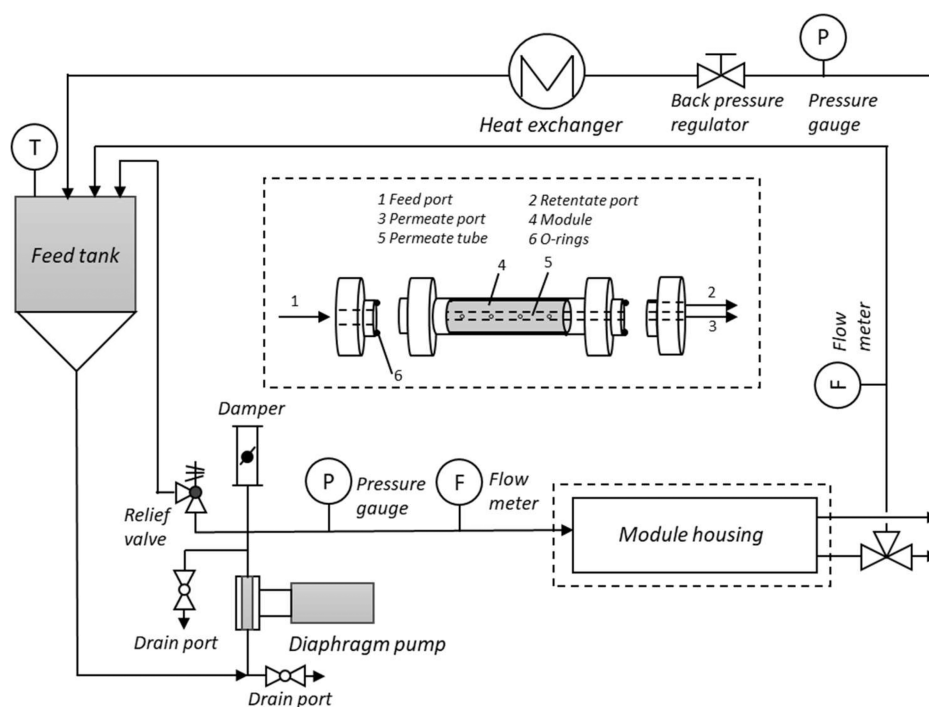 P
Heat exchanger
Back pressure
regulator
Pressure
gauge
T
Feed tank
1 Feed port
2 Retentate port
3 Permeate port
4 Module
5 Permeate tube
6 O-rings
4
5
1
2
3
6
Flow
meter
F
Damper
P
Pressure
gauge
F
Flow
meter
Relief
valve
Module housing
Drain port
Diaphragm pump
Drain port